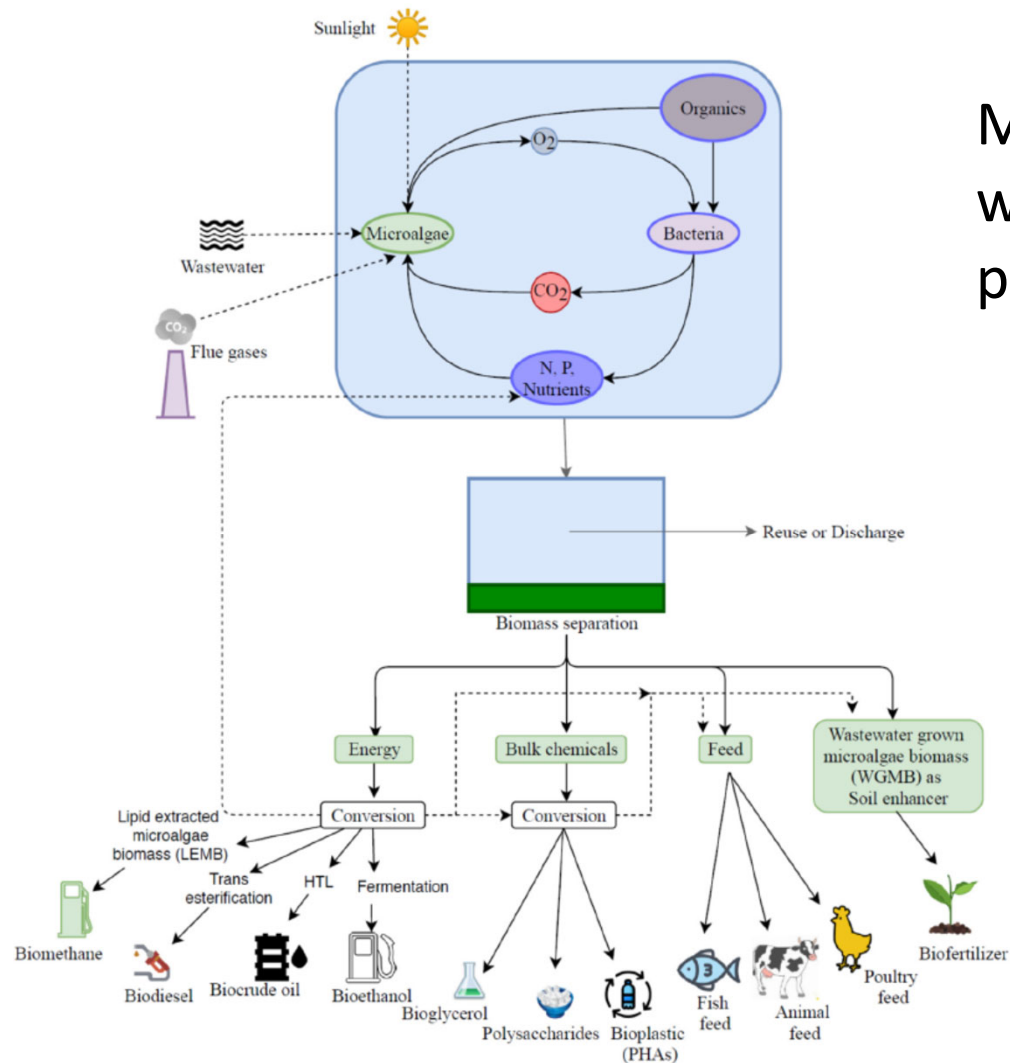 Sunlight
Organics
O2
Microalgae
Bacteria
Wastewater
CO2
CO2
Flue gases
N, P,
Nutrients
Reuse or Discharge
Biomass separation
Energy
Bulk chemicals
Feed
Wastewater grown
microalgae biomass
(WGMB) as
Soil enhancer
Conversion
Conversion
Lipid extracted
microalgae
biomass (LEMB)
Trans
esterification
HTL
Fermentation
Biomethane
Biodiesel
Biocrude oil
Bioethanol
Bioglycerol
Polysaccharides
Bioplastic
(PHAs)
3
Fish
feed
Animal
feed
Poultry
feed
Biofertilizer
M
w
p